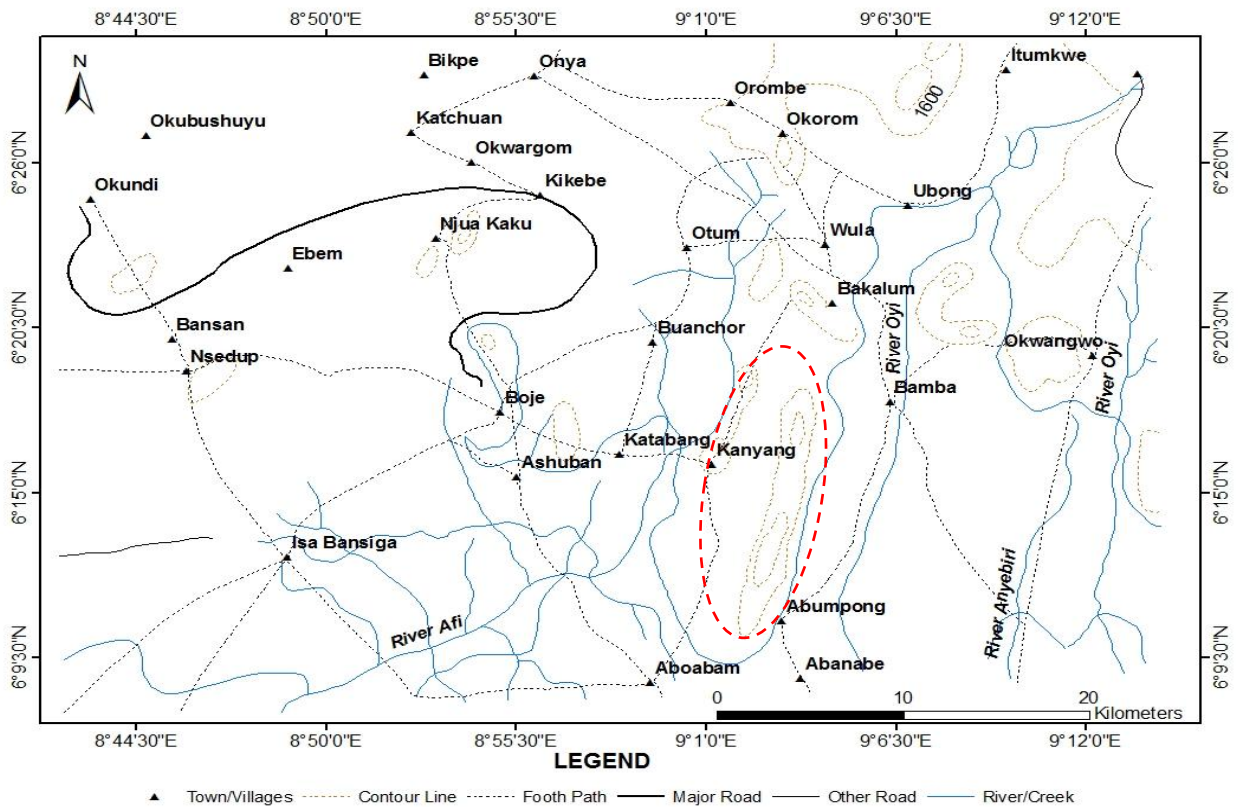 8°44'30"E 8°50'0"E 8°55'30"E 9°1'0"E 9°6'30"E 9°12'0"E
N
Bikpe
Onya
Itumkwe
Orombe
1600
Okubushuyu
Katchuan
Okorom
6°26'0"N
6°26'0"N
Okwargom
Okundi
Kikebe
Ubong
Njua Kaku
Otum
Wula
Ebem
Bakalum
6°20'30"N
6°20'30"N
Bansan
Buanchor
River Oyi
Okwangwo
Nsedup
River Oyi
Boje
Bamba
Katabang
Kanyang
Ashuban
6°15'0"N
6°15'0"N
Isa Bansiga
River Anyebiri
Abumpong
River Afi
6°9'30"N
6°9'30"N
Aboabam
Abanabe
0 10 20
Kilometers
8°44'30"E 8°50'0"E 8°55'30"E 9°1'0"E 9°6'30"E 9°12'0"E
LEGEND
Town/Villages Contour Line Footh Path Major Road Other Road River/Creek